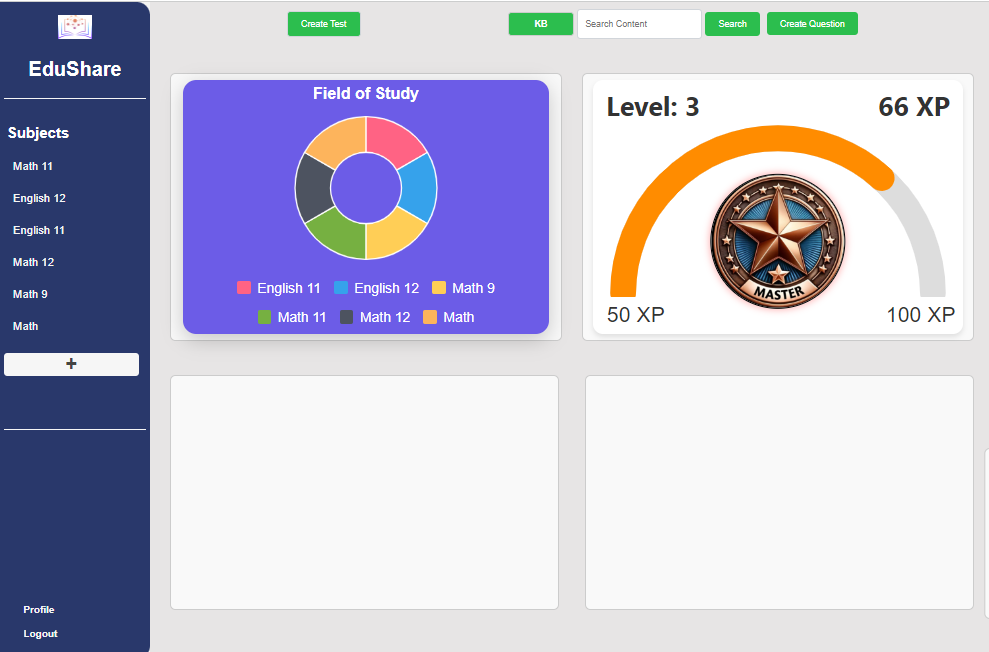 EduShare
Subjects
Math 11
English 12
English 11
Math 12
Math 9
Math
+
Profile
Logout
Create Test
KB
Search Content
Search
Create Question
Field of Study
English 11 English 12 Math 9
Math 11 Math 12 Math
Level: 3 66 XP
MASTER
50 XP 100 XP